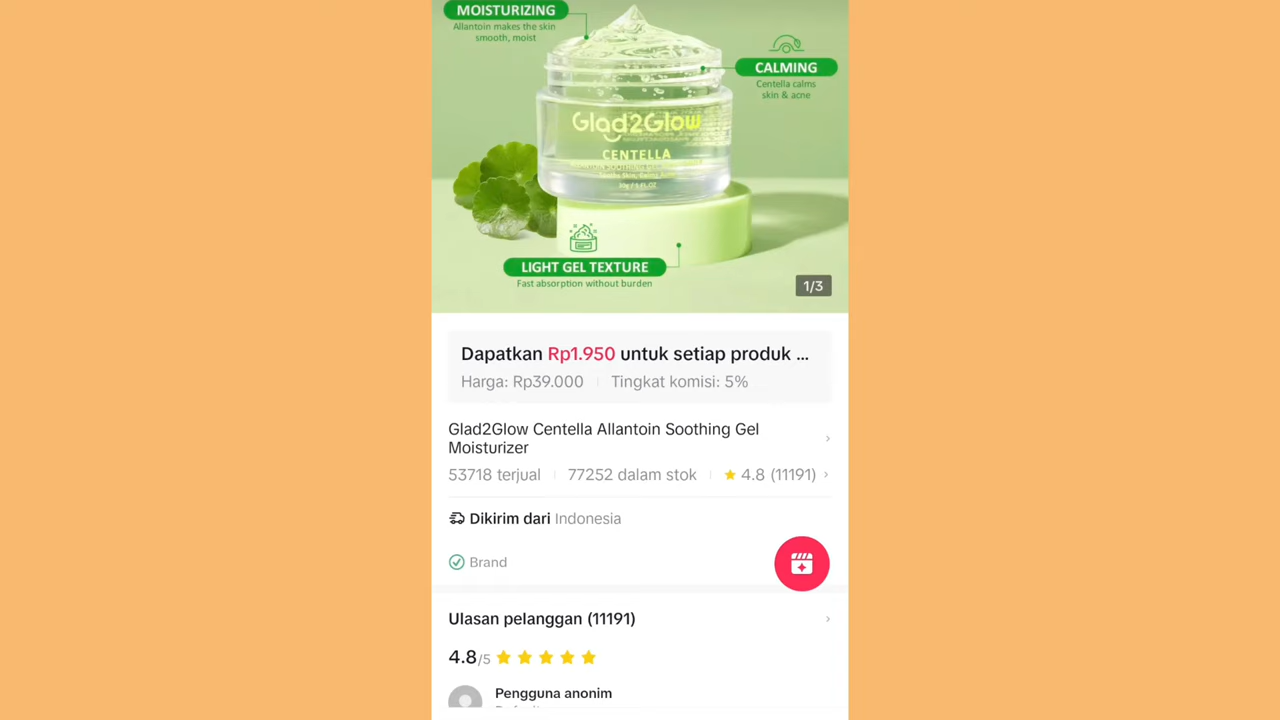 MOISTURIZING
Allantoin makes the skin
smooth, moist
CALMING
Centella calms
skin & acne
Glad2Glow
CENTELLA
LIGHT GEL TEXTURE
Fast absorption without burden
1/3
Dapatkan Rp1.950 untuk setiap produk ...
Harga: Rp39.000
Tingkat komisi: 5%
Glad2Glow Centella Allantoin Soothing Gel
Moisturizer
53718 terjual
77252 dalam stok
4.8 (11191)
Dikirim dari Indonesia
Brand
Ulasan pelanggan (11191)
4.8/5
Pengguna anonim